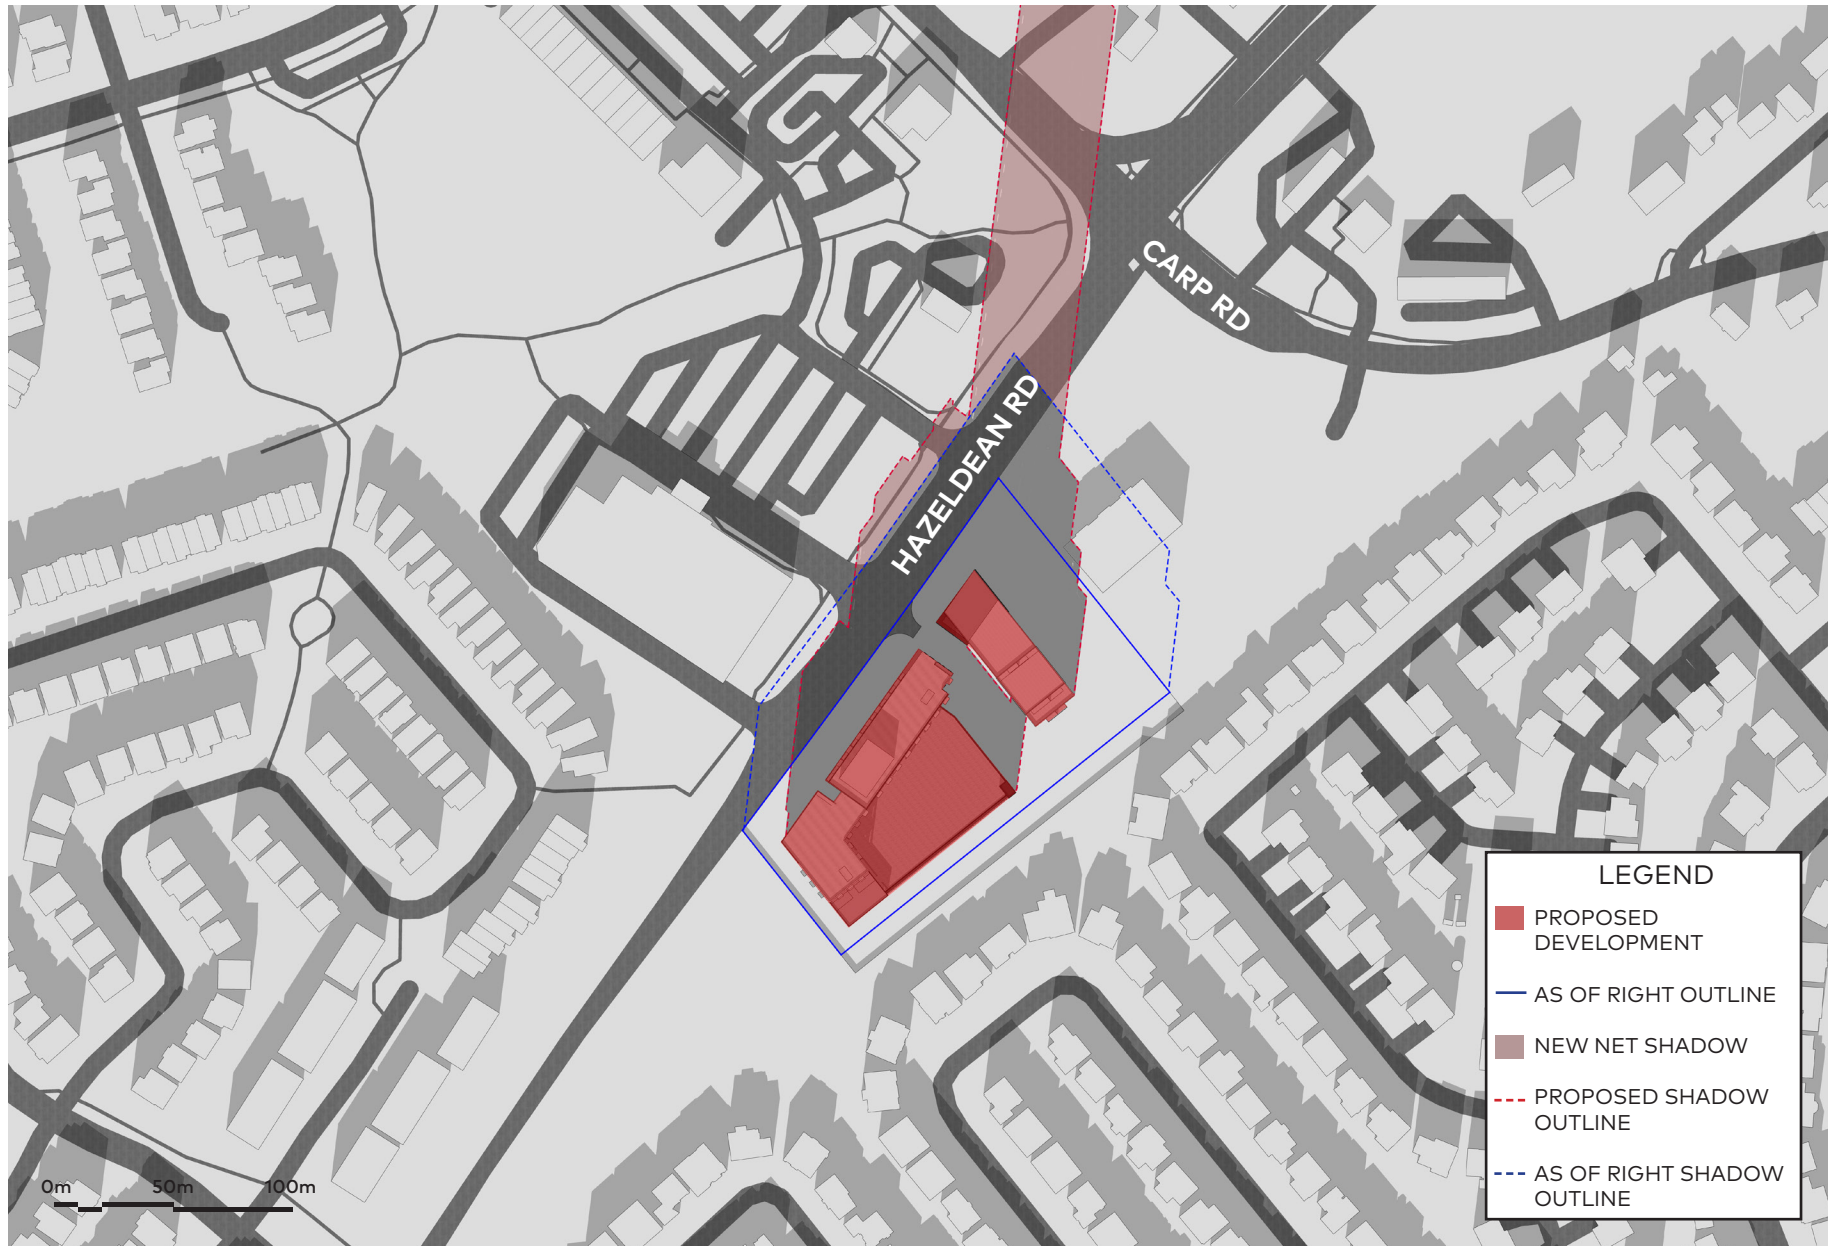 CARP RD
HAZELDEAN RD
LEGEND
PROPOSED
DEVELOPMENT
AS OF RIGHT OUTLINE
NEW NET SHADOW
PROPOSED SHADOW
OUTLINE
AS OF RIGHT SHADOW
OUTLINE
0m 50m 100m